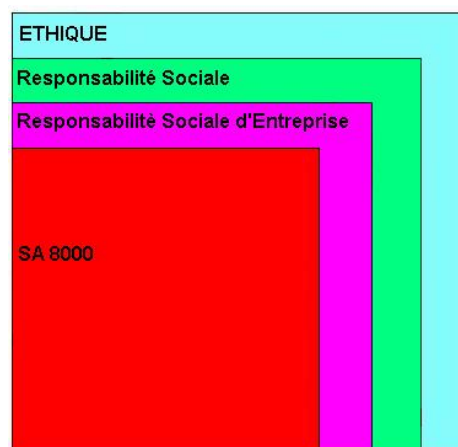 ETHIQUE
Responsabilité Sociale
Responsabilité Sociale d'Entreprise
SA 8000